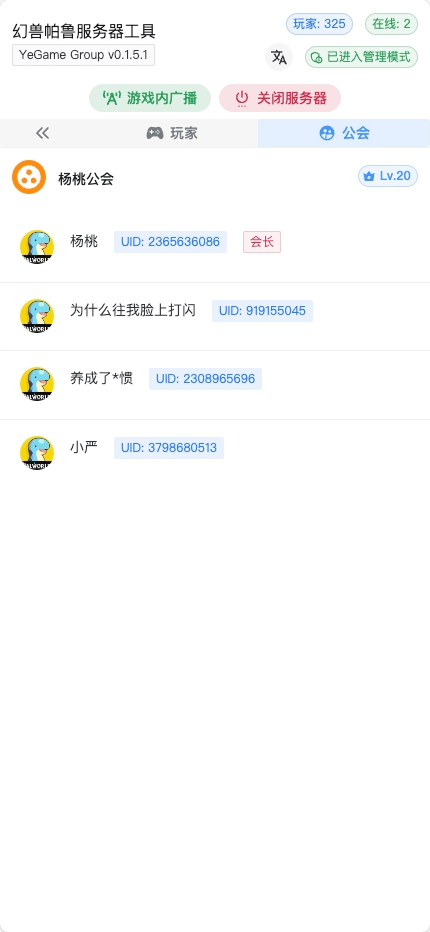 幻兽帕鲁服务器工具
玩家: 325
在线: 2
YeGame Group v0.1.5.1
已进入管理模式
游戏内广播
关闭服务器
玩家
公会
杨桃公会
Lv.20
杨桃 UID: 2365636086 会长
为什么往我脸上打闪 UID: 919155045
养成了*惯 UID: 2308965696
小严 UID: 3798680513